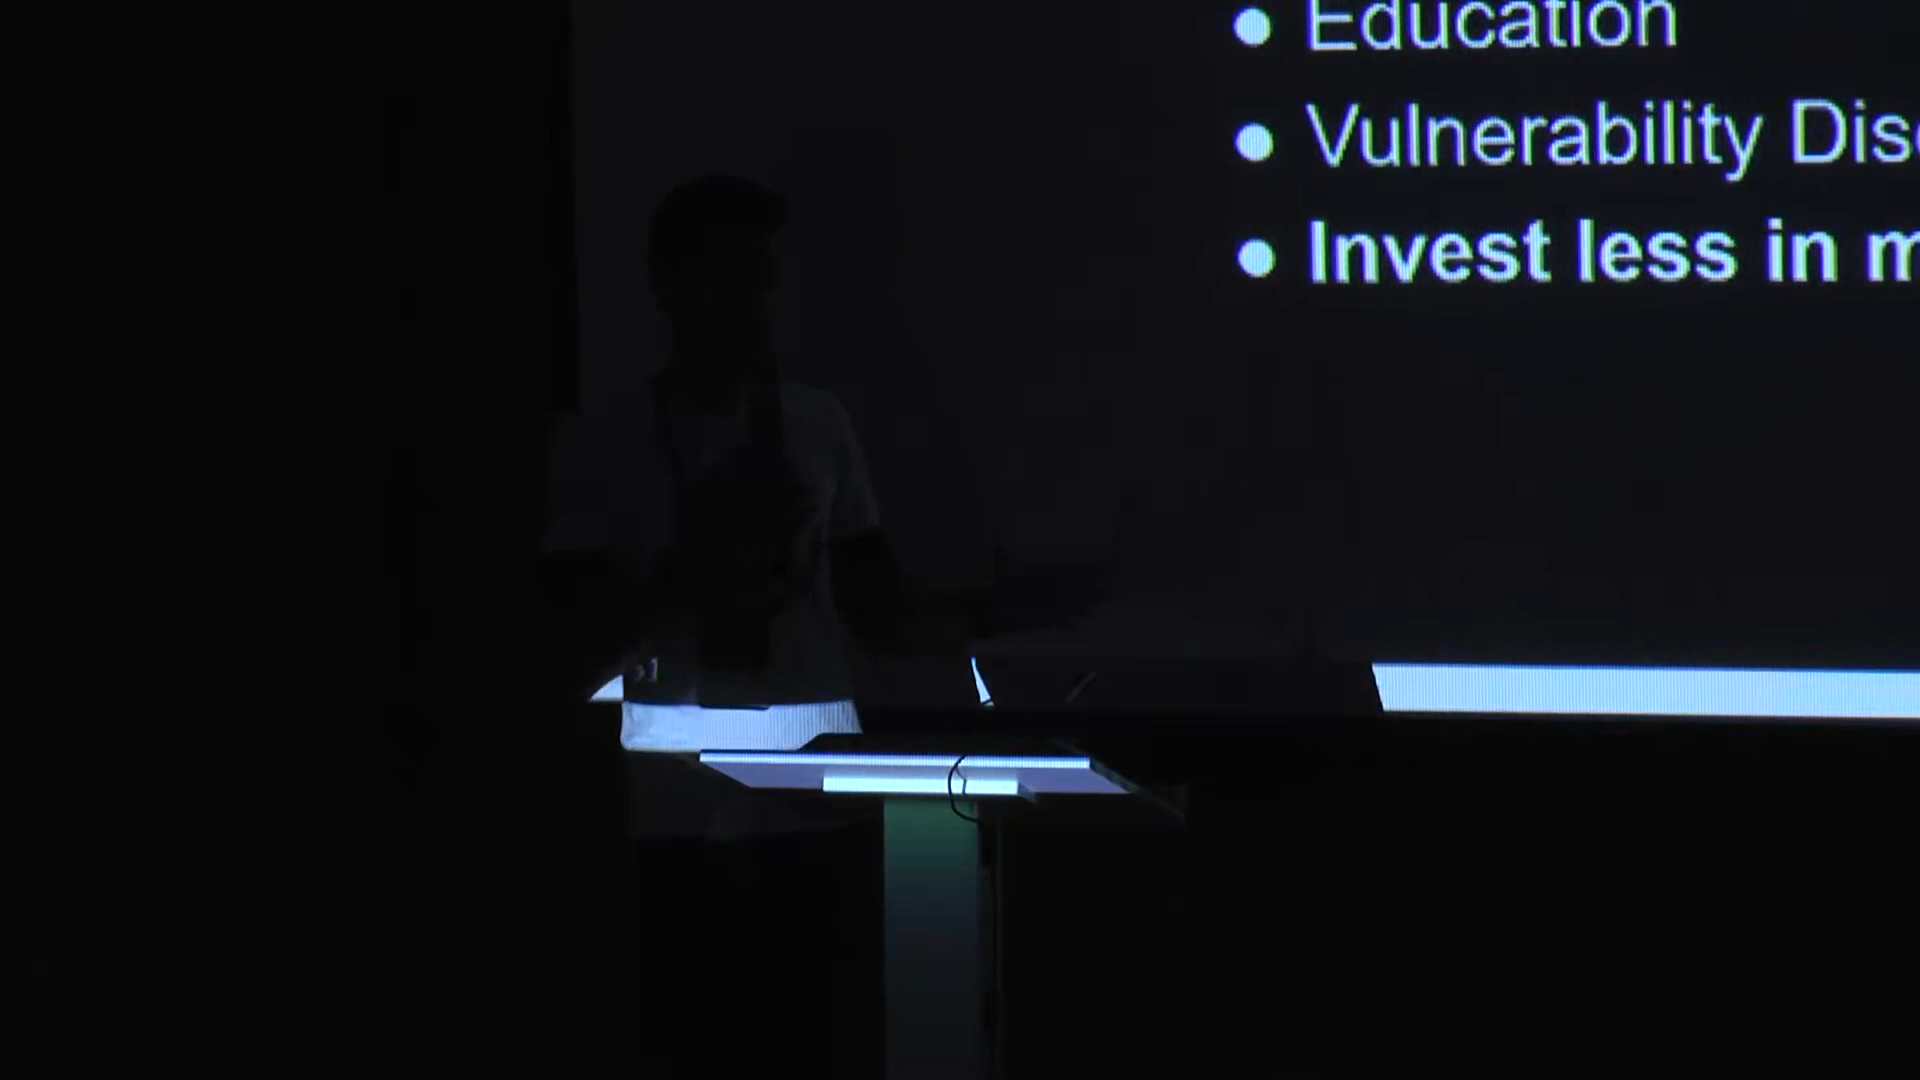 ● Education
● Vulnerability Dis
● Invest less in